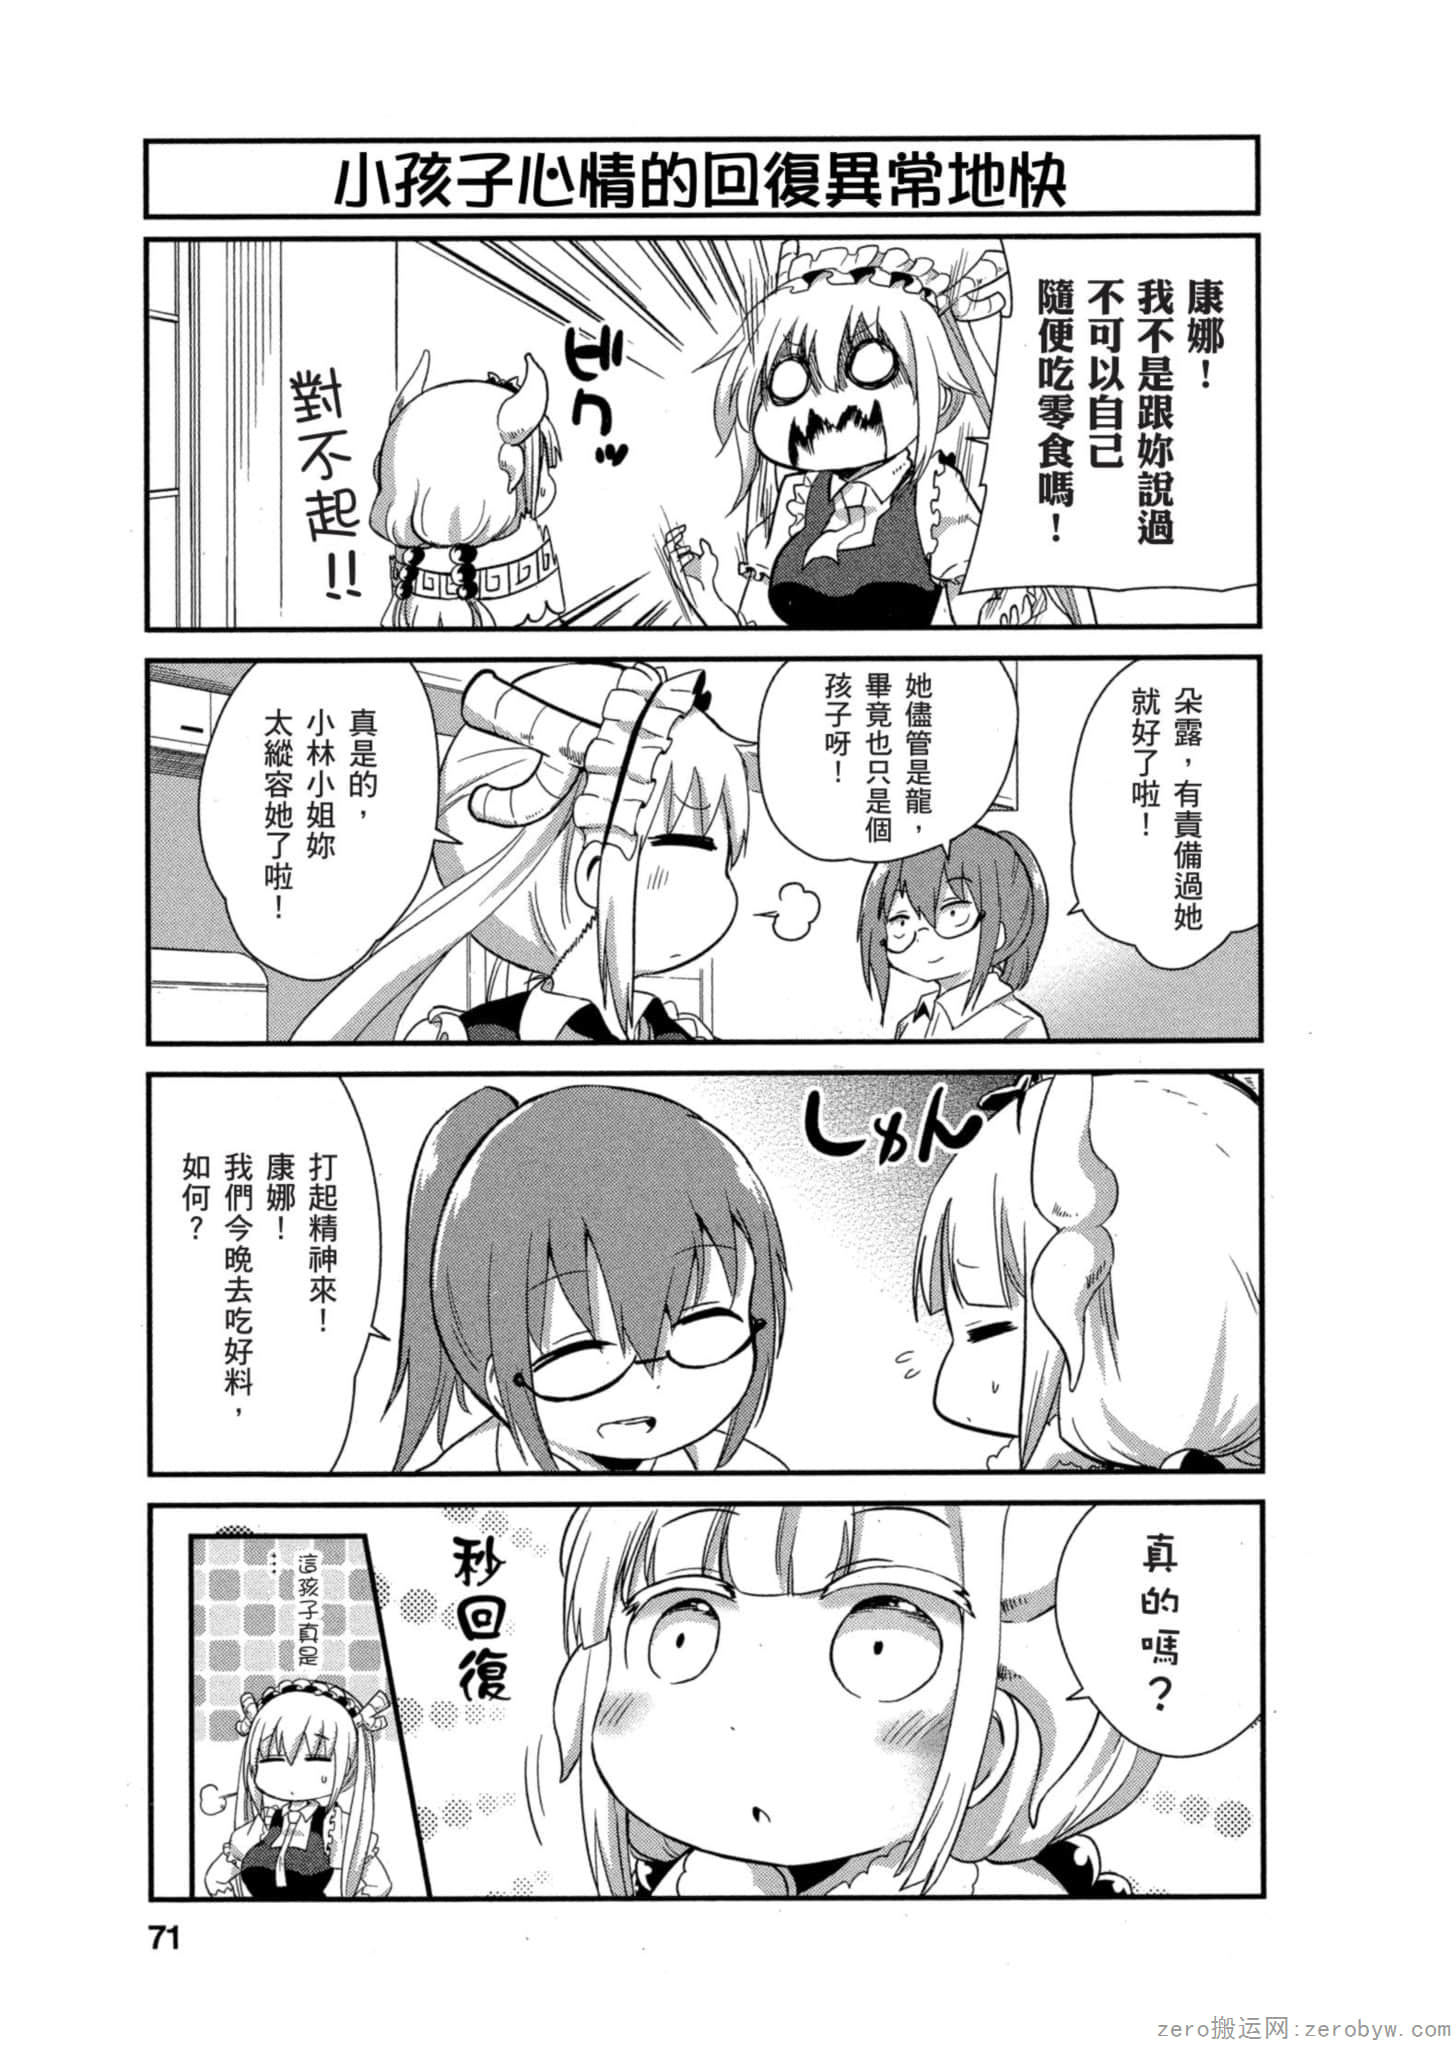 小孩子心情的回復異常地快
康娜！
我不是跟妳說過
不可以自己
隨便吃零食嗎！
ビクッ
對不起!!
朵露，有責備過她
就好了啦！
她儘管是龍，
畢竟也只是個
孩子呀！
真是的，
小林小姐妳
太縱容她了啦！
しゅん
打起精神來！
康娜！
我們今晚去吃好料，
如何？
真的嗎？
秒回復
這孩子真是
…
71
zero搬运网:zerobyw.com